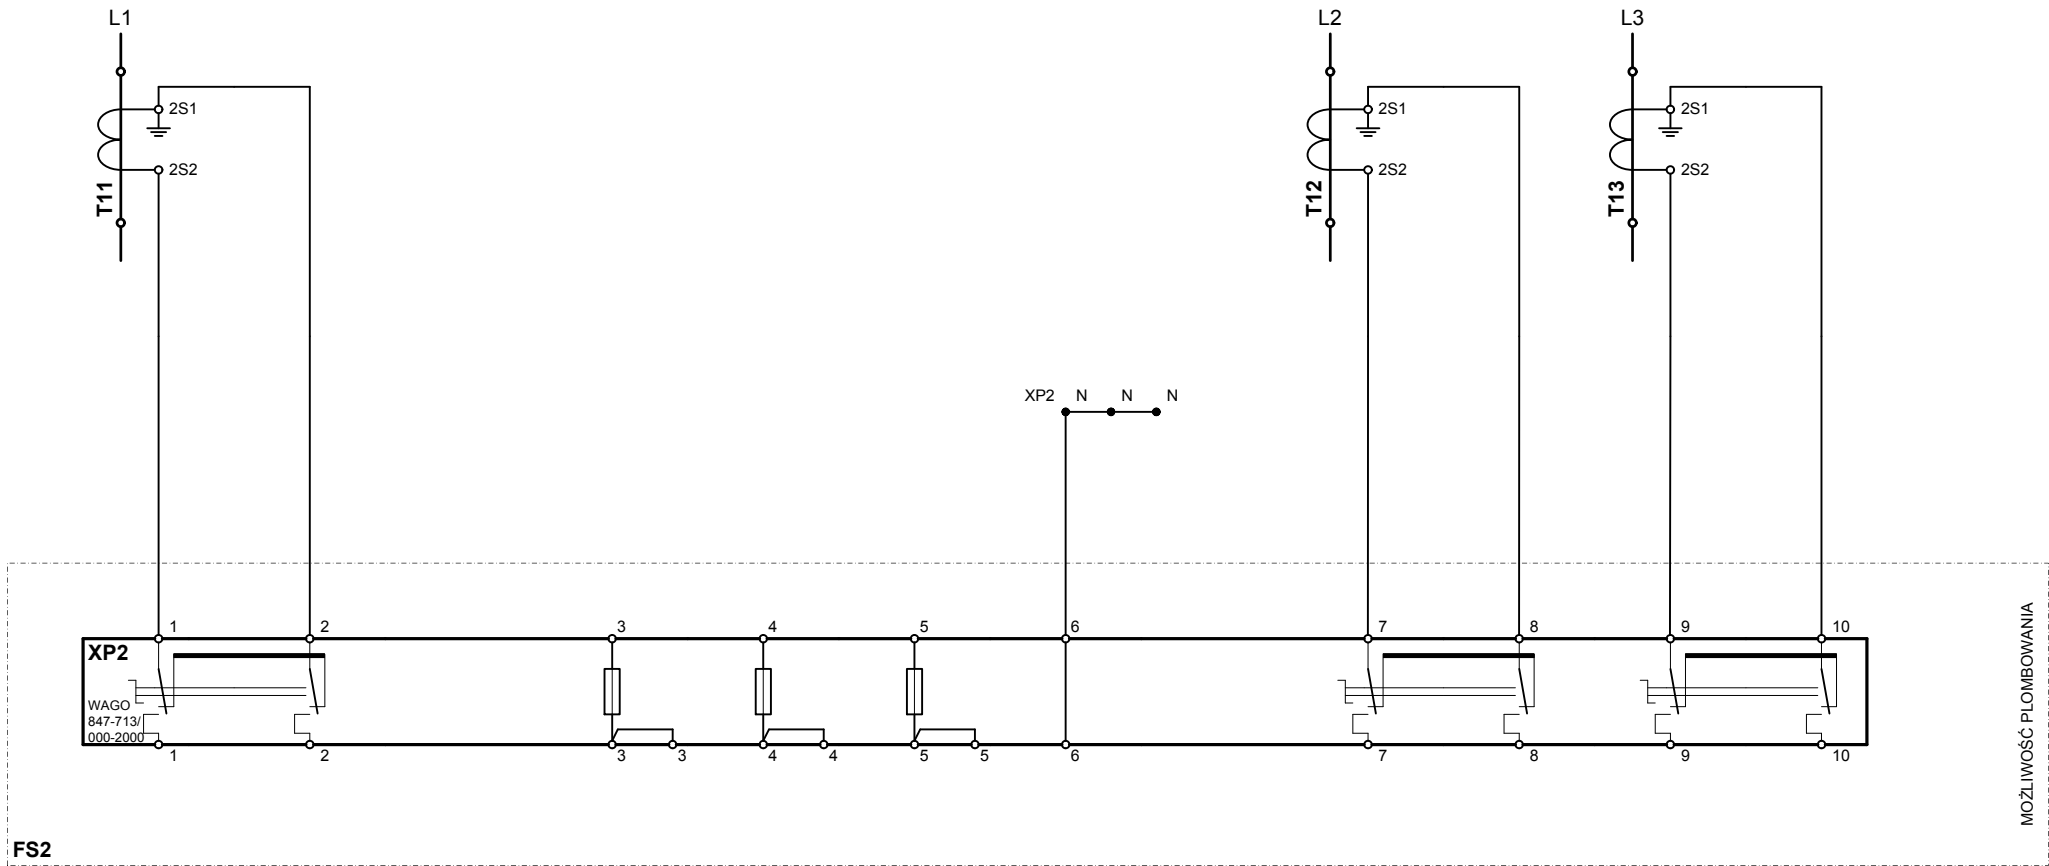 L1
L2
L3
2S1
2S1
2S1
2S2
2S2
2S2
T11
T12
T13
XP2 N N N
1 2 3 4 5 6 7 8 9 10
XP2
WAGO
847-713/
000-2000
1 2 3 3 4 4 5 5 6 7 8 9 10
MOŻLIWOŚĆ PLOMBOWANIA
FS2